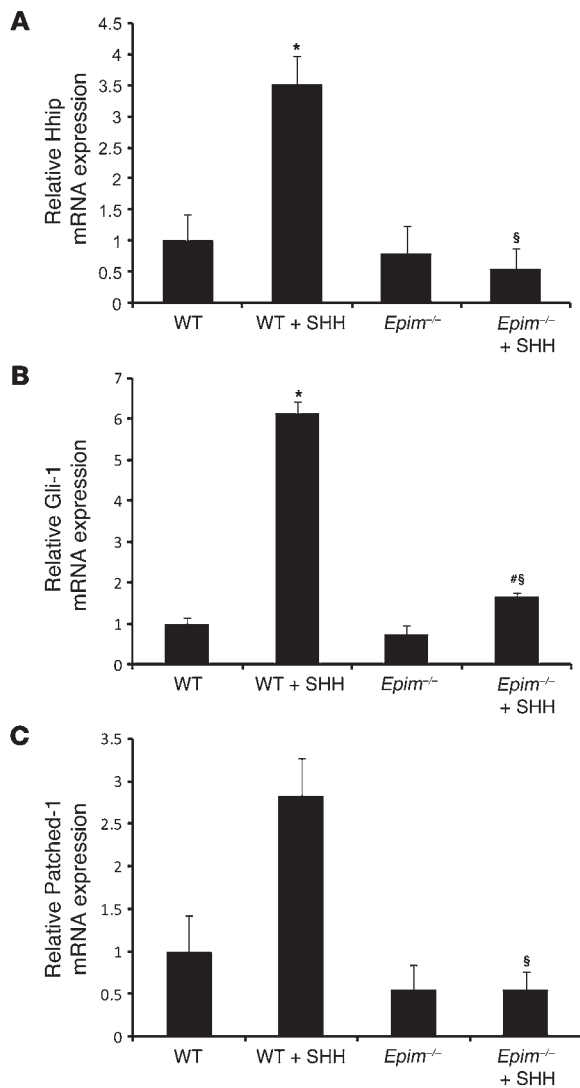 A
Relative Hhip
mRNA expression
4.5
4
3.5
3
2.5
2
1.5
1
0.5
0
*
§
WT
WT + SHH
Epim⁻/⁻
Epim⁻/⁻
+ SHH
B
Relative Gli-1
mRNA expression
7
6
5
4
3
2
1
0
*
#§
WT
WT + SHH
Epim⁻/⁻
Epim⁻/⁻
+ SHH
C
Relative Patched-1
mRNA expression
3.5
3
2.5
2
1.5
1
0.5
0
§
WT
WT + SHH
Epim⁻/⁻
Epim⁻/⁻
+ SHH